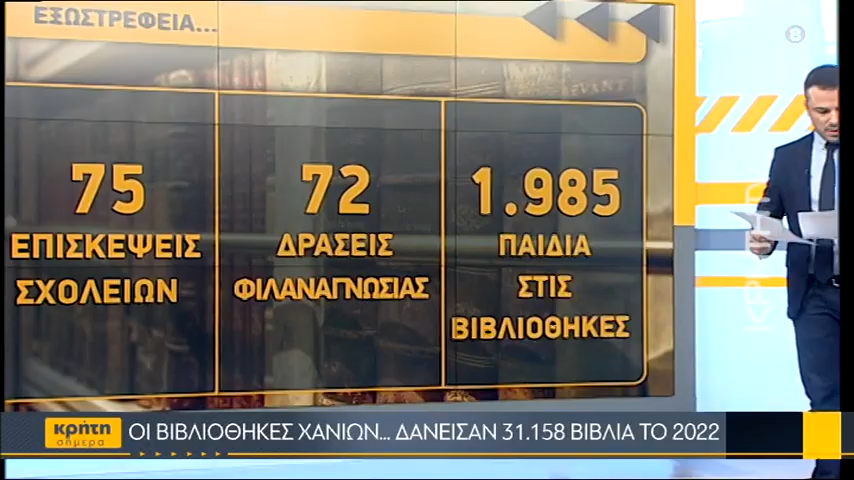 ΕΞΩΣΤΡΕΦΕΙΑ...
8
75
ΕΠΙΣΚΕΨΕΙΣ
ΣΧΟΛΕΙΩΝ
72
ΔΡΑΣΕΙΣ
ΦΙΛΑΝΑΓΝΩΣΙΑΣ
1.985
ΠΑΙΔΙΑ
ΣΤΙΣ
ΒΙΒΛΙΟΘΗΚΕΣ
κρήτη
σήμερα
ΟΙ ΒΙΒΛΙΟΘΗΚΕΣ ΧΑΝΙΩΝ... ΔΑΝΕΙΣΑΝ 31.158 ΒΙΒΛΙΑ ΤΟ 2022